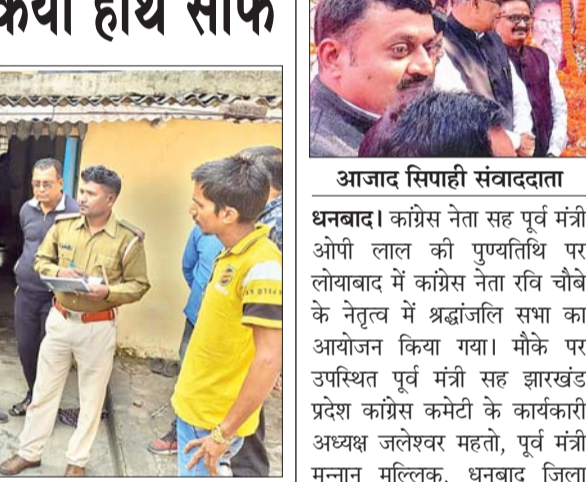 किया हाथ साफ
आजाद सिपाही संवाददाता
धनबाद। कांग्रेस नेता सह पूर्व मंत्री
ओपी लाल की पुण्यतिथि पर
लोयाबाद में कांग्रेस नेता रवि चौबे
के नेतृत्व में श्रद्धांजलि सभा का
आयोजन किया गया। मौके पर
उपस्थित पूर्व मंत्री सह झारखंड
प्रदेश कांग्रेस कमेटी के कार्यकारी
अध्यक्ष जलेश्वर महतो, पूर्व मंत्री
मन्नान मल्लिक, धनबाद जिला